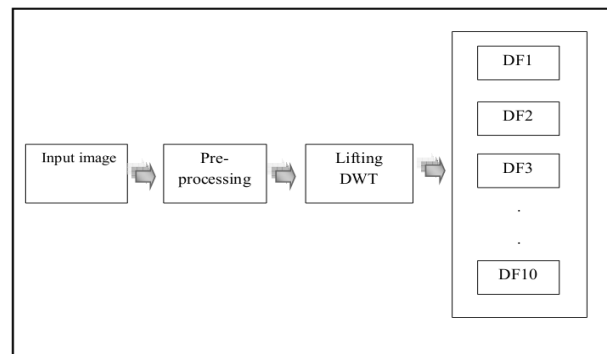 Input image
Pre-
processing
Lifting
DWT
DF1
DF2
DF3
.
.
DF10